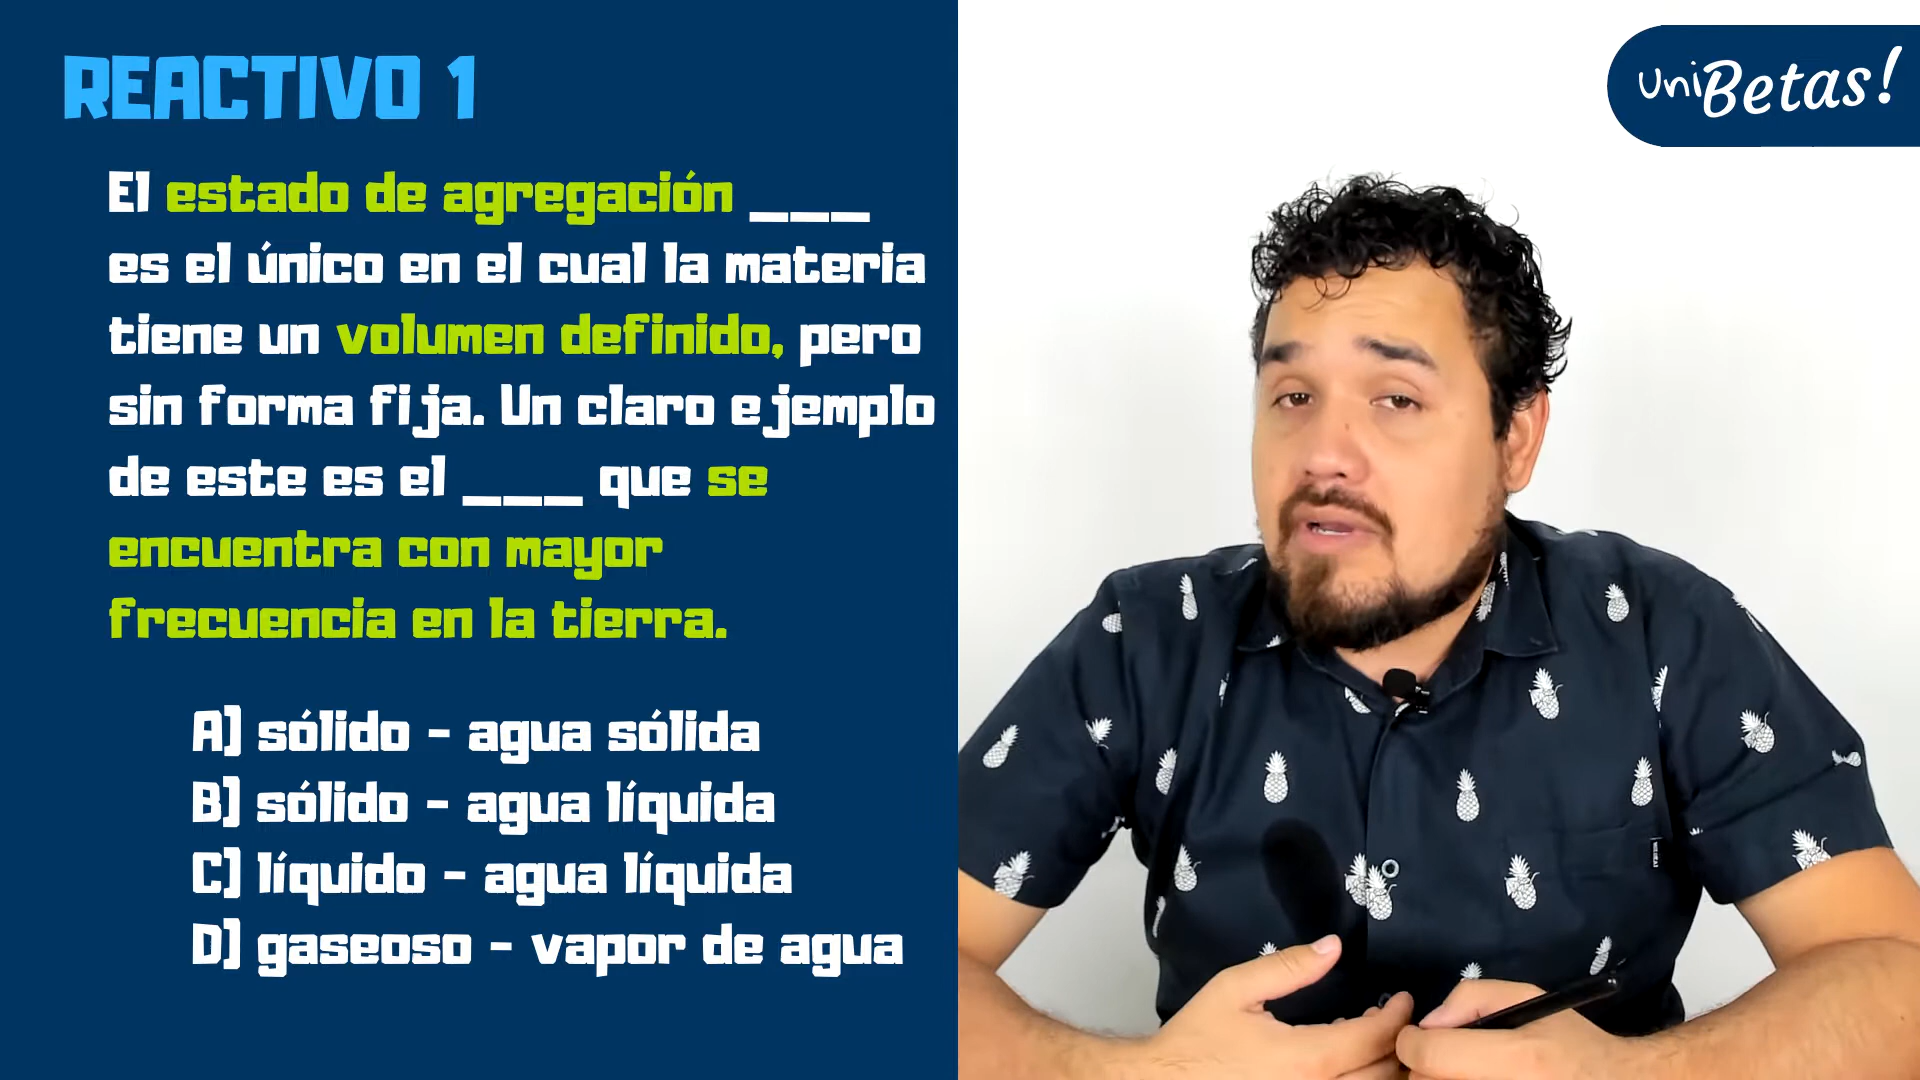 REACTIVO 1
uniBetas!
El estado de agregación ___
es el único en el cual la materia
tiene un volumen definido, pero
sin forma fija. Un claro ejemplo
de este es el ___ que se
encuentra con mayor
frecuencia en la tierra.
A) sólido - agua sólida
B) sólido - agua líquida
C) líquido - agua líquida
D) gaseoso - vapor de agua